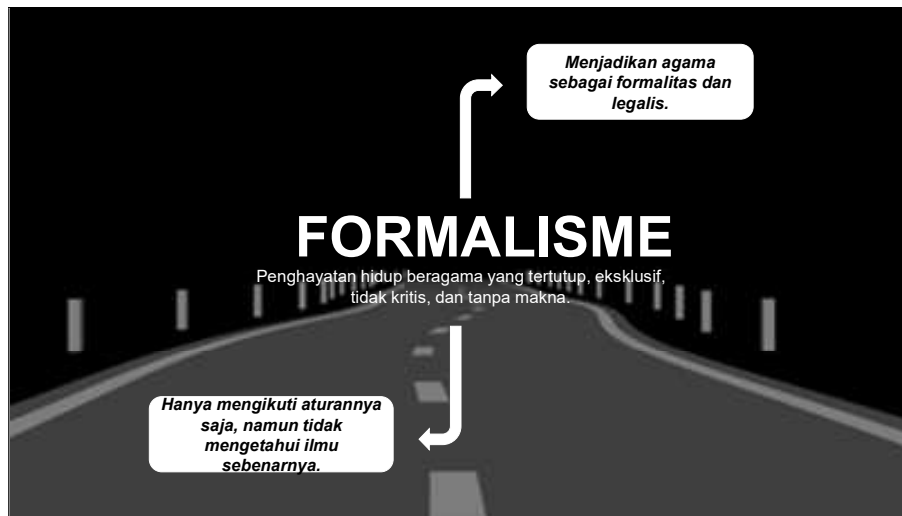 Menjadikan agama
sebagai formalitas dan
legalis.
FORMALISME
Penghayatan hidup beragama yang tertutup, eksklusif,
tidak kritis, dan tanpa makna.
Hanya mengikuti aturannya
saja, namun tidak
mengetahui ilmu
sebenarnya.